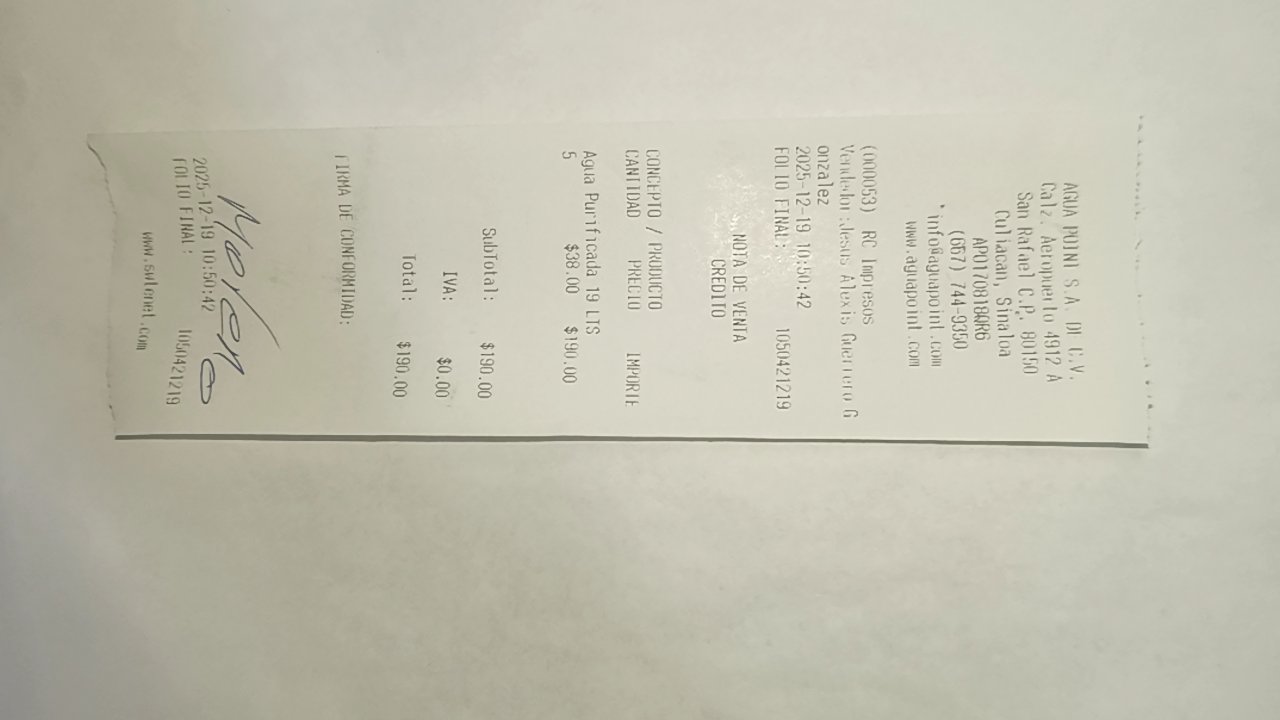 AGUA POINT S.A. DE C.V.
Calz. Aeropuerto 4912 A
San Rafael C.P. 80150
Culiacan, Sinaloa
APO170818QR6
(667) 744-9350
info@aguapoint.com
www.aguapoint.com
(000053) RC Impresos
Vendedor:Jesus Alexis Guerrero G
onzalez
2025-12-19 10:50:42
FOLIO FINAL: 1050421219
NOTA DE VENTA
CREDITO
CONCEPTO / PRODUCTO
CANTIDAD PRECIO IMPORTE
Agua Purificada 19 LTS
5 $38.00 $190.00
SubTotal: $190.00
IVA: $0.00
Total: $190.00
FIRMA DE CONFORMIDAD:
2025-12-19 10:50:42
FOLIO FINAL: 1050421219
www.swlenet.com